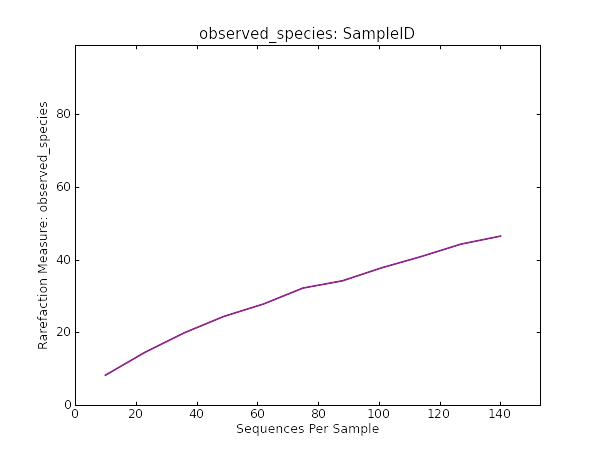 observed_species: SampleID
Rarefaction Measure: observed_species
80
60
40
20
0
0 20 40 60 80 100 120 140
Sequences Per Sample